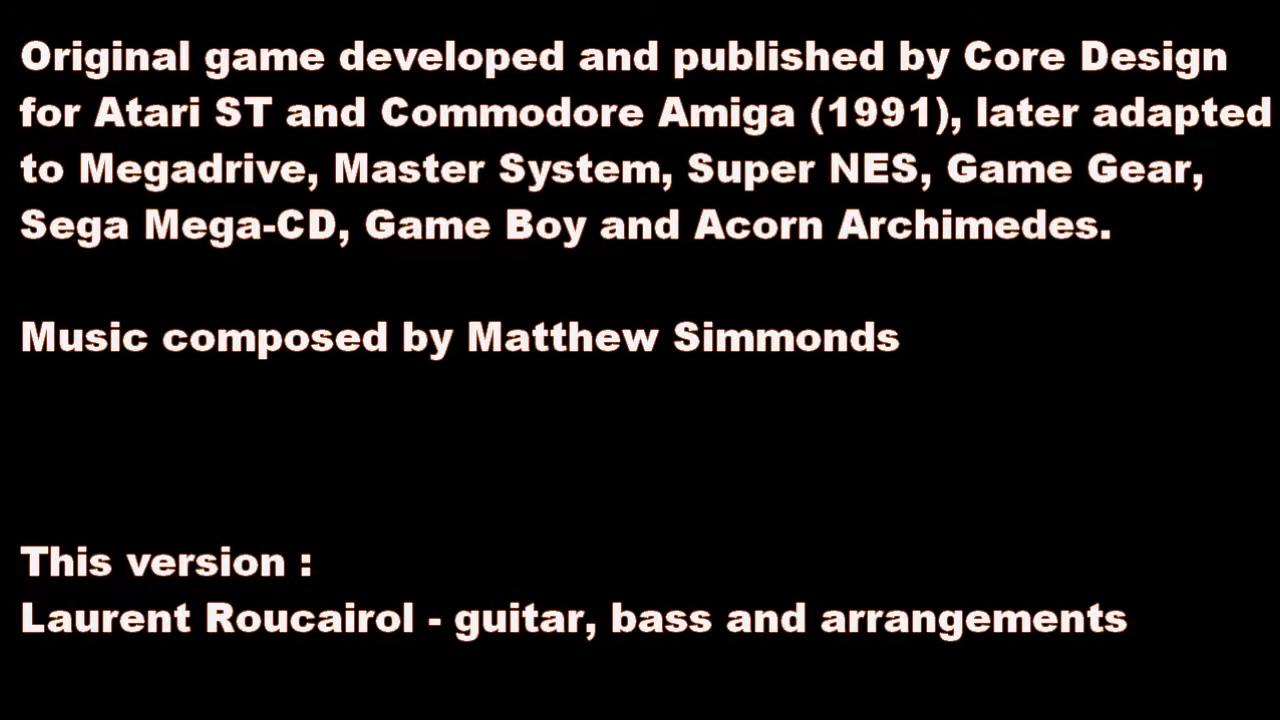 Original game developed and published by Core Design
for Atari ST and Commodore Amiga (1991), later adapted
to Megadrive, Master System, Super NES, Game Gear,
Sega Mega-CD, Game Boy and Acorn Archimedes.
Music composed by Matthew Simmonds
This version :
Laurent Roucairol - guitar, bass and arrangements